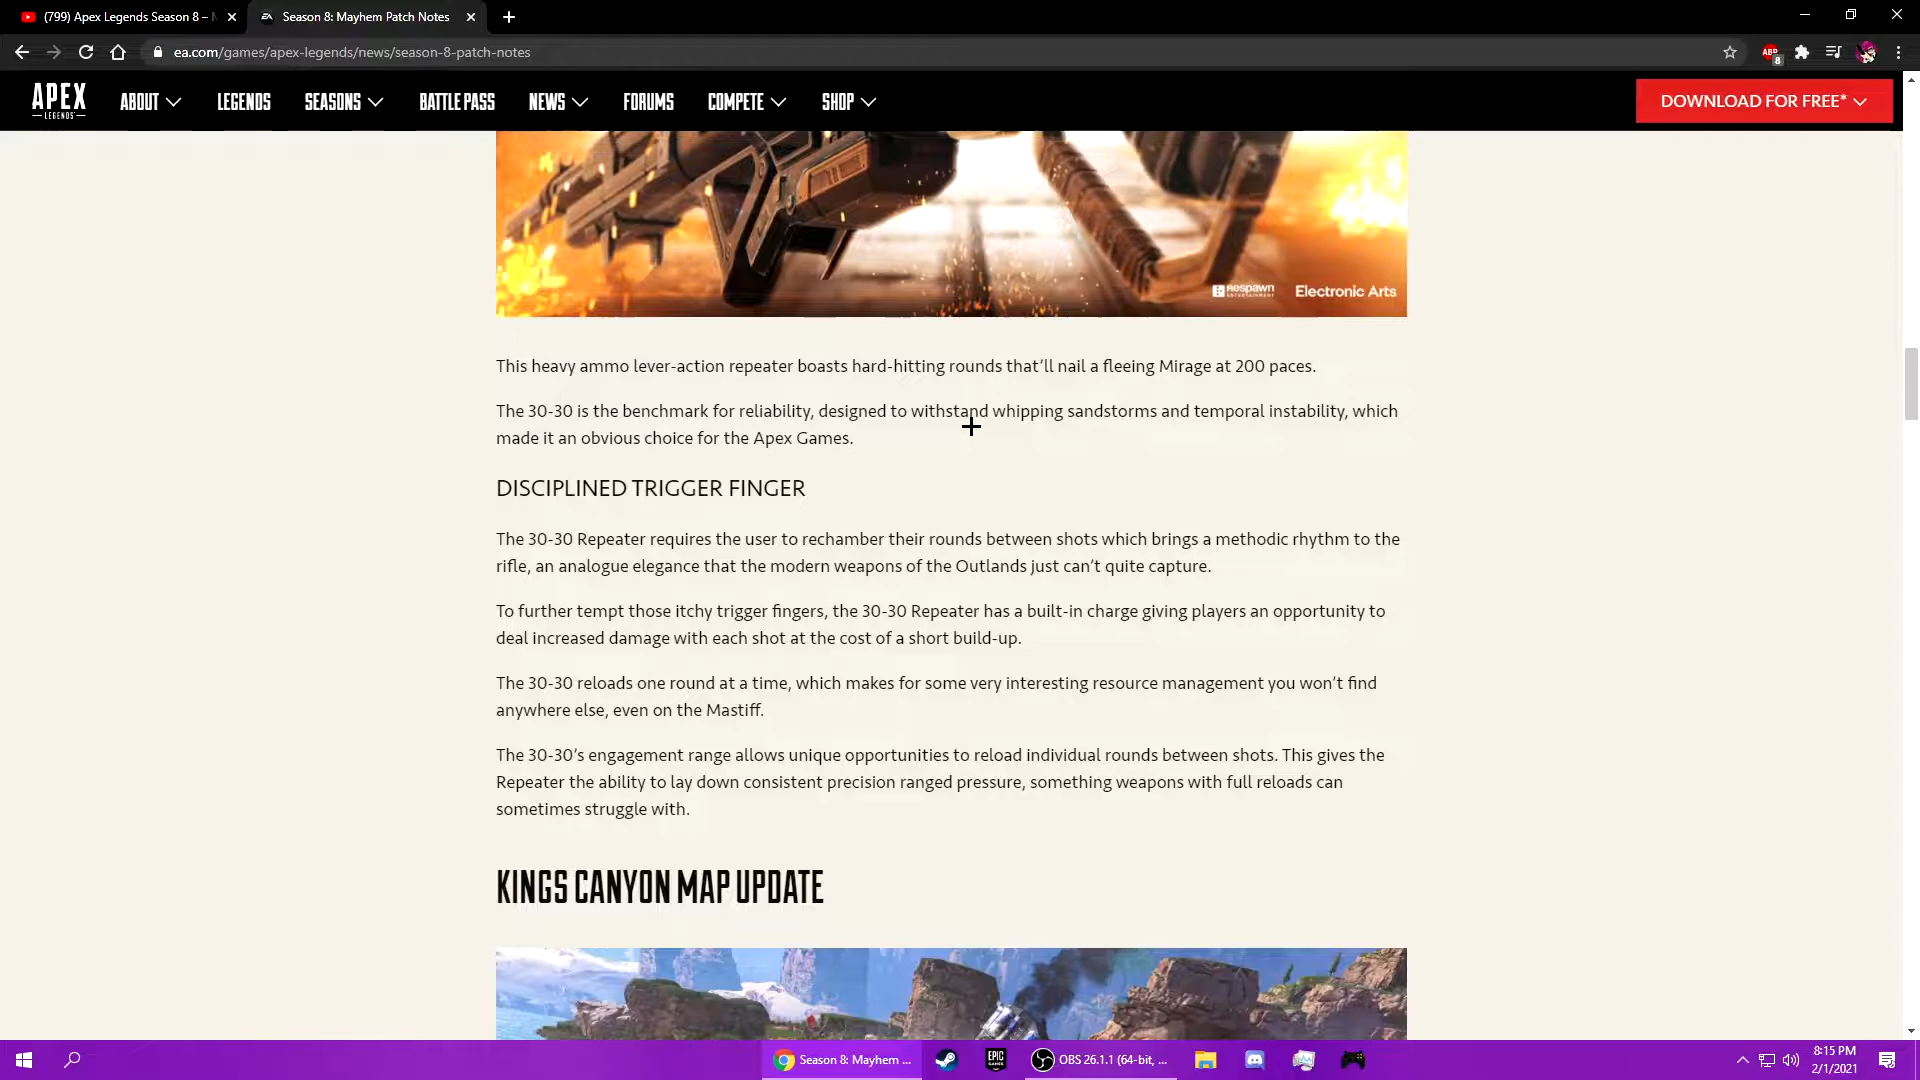 (799) Apex Legends Season 8 –
Season 8: Mayhem Patch Notes
ea.com/games/apex-legends/news/season-8-patch-notes
ABP
8
APEX
LEGENDS
ABOUT
LEGENDS
SEASONS
BATTLE PASS
NEWS
FORUMS
COMPETE
SHOP
DOWNLOAD FOR FREE*
Respawn
ENTERTAINMENT
Electronic Arts
This heavy ammo lever-action repeater boasts hard-hitting rounds that’ll nail a fleeing Mirage at 200 paces.
The 30-30 is the benchmark for reliability, designed to withstand whipping sandstorms and temporal instability, which
made it an obvious choice for the Apex Games.
DISCIPLINED TRIGGER FINGER
The 30-30 Repeater requires the user to rechamber their rounds between shots which brings a methodic rhythm to the
rifle, an analogue elegance that the modern weapons of the Outlands just can’t quite capture.
To further tempt those itchy trigger fingers, the 30-30 Repeater has a built-in charge giving players an opportunity to
deal increased damage with each shot at the cost of a short build-up.
The 30-30 reloads one round at a time, which makes for some very interesting resource management you won’t find
anywhere else, even on the Mastiff.
The 30-30’s engagement range allows unique opportunities to reload individual rounds between shots. This gives the
Repeater the ability to lay down consistent precision ranged pressure, something weapons with full reloads can
sometimes struggle with.
KINGS CANYON MAP UPDATE
Season 8: Mayhem ...
EPIC
GAMES
OBS 26.1.1 (64-bit, ...
8:15 PM
2/1/2021